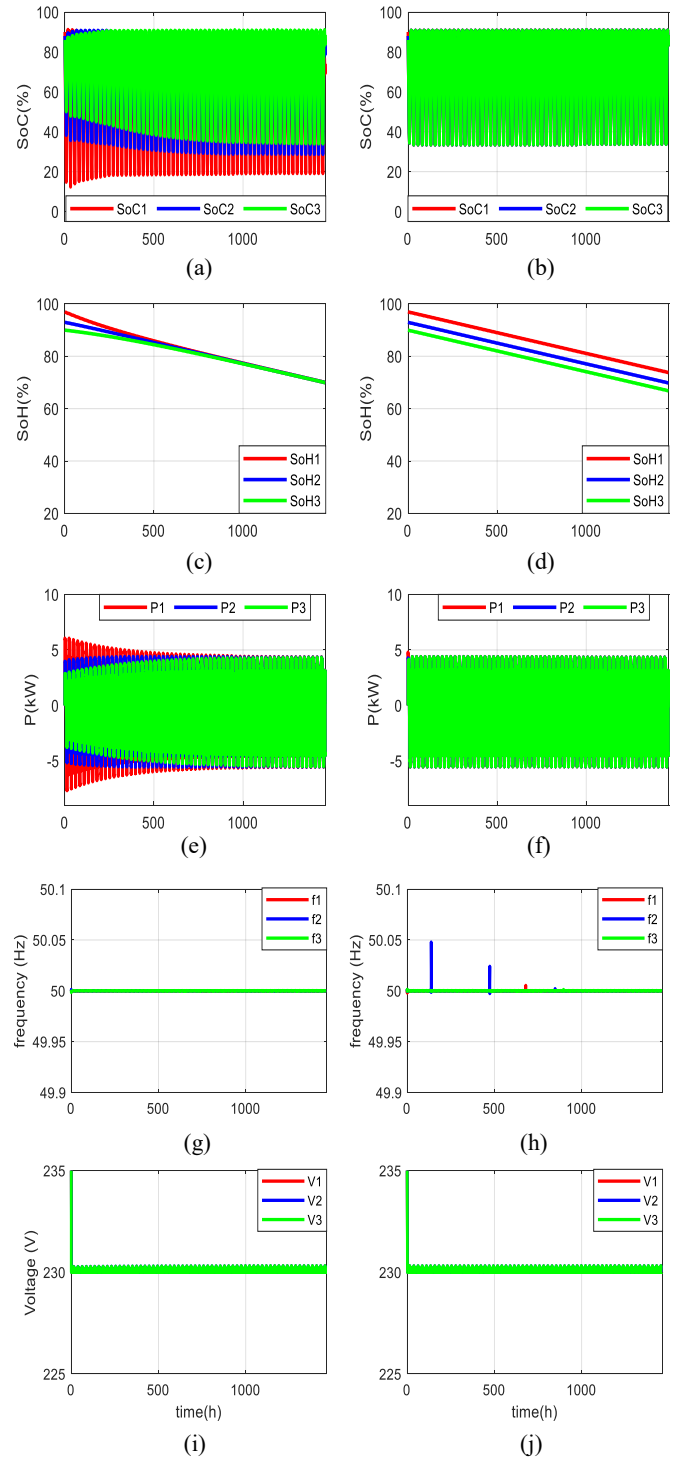 100
80
60
40
20
0
SoC(%)
SoC1 SoC2 SoC3
0 500 1000
(a)
100
80
60
40
20
0
SoC(%)
SoC1 SoC2 SoC3
0 500 1000
(b)
100
80
60
40
20
SoH(%)
SoH1
SoH2
SoH3
0 500 1000
(c)
100
80
60
40
20
SoH(%)
SoH1
SoH2
SoH3
0 500 1000
(d)
10
5
0
-5
P(kW)
P1 P2 P3
0 500 1000
(e)
10
5
0
-5
P(kW)
P1 P2 P3
0 500 1000
(f)
50.1
50.05
50
49.95
49.9
frequency (Hz)
f1
f2
f3
0 500 1000
(g)
50.1
50.05
50
49.95
49.9
frequency (Hz)
f1
f2
f3
0 500 1000
(h)
235
230
225
Voltage (V)
V1
V2
V3
0 500 1000
time(h)
(i)
235
230
225
V1
V2
V3
0 500 1000
time(h)
(j)